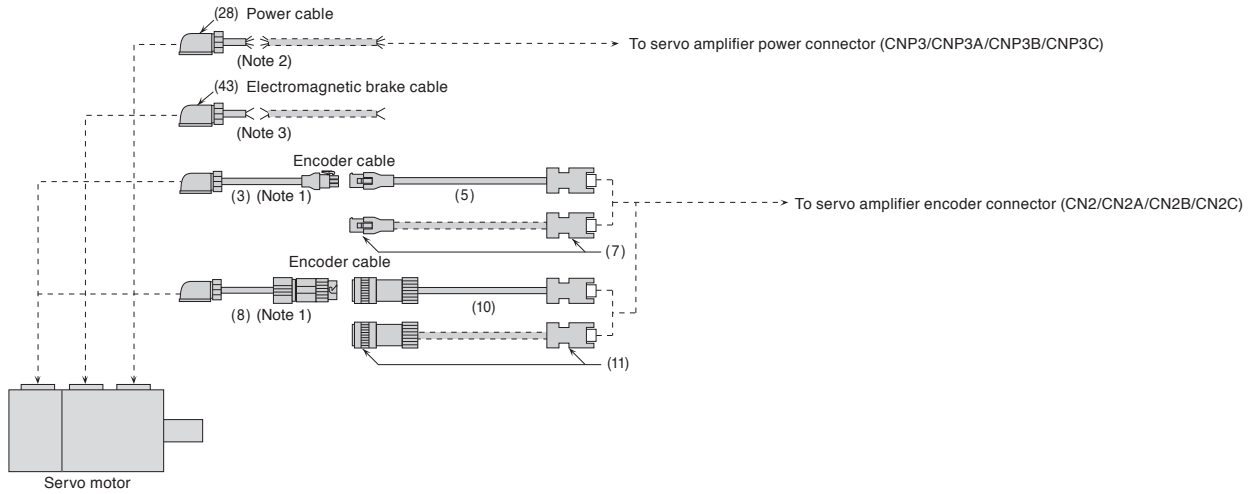 (28) Power cable
To servo amplifier power connector (CNP3/CNP3A/CNP3B/CNP3C)
(Note 2)
(43) Electromagnetic brake cable
(Note 3)
Encoder cable
(3) (Note 1)
(5)
To servo amplifier encoder connector (CN2/CN2A/CN2B/CN2C)
(7)
Encoder cable
(8) (Note 1)
(10)
(11)
Servo motor